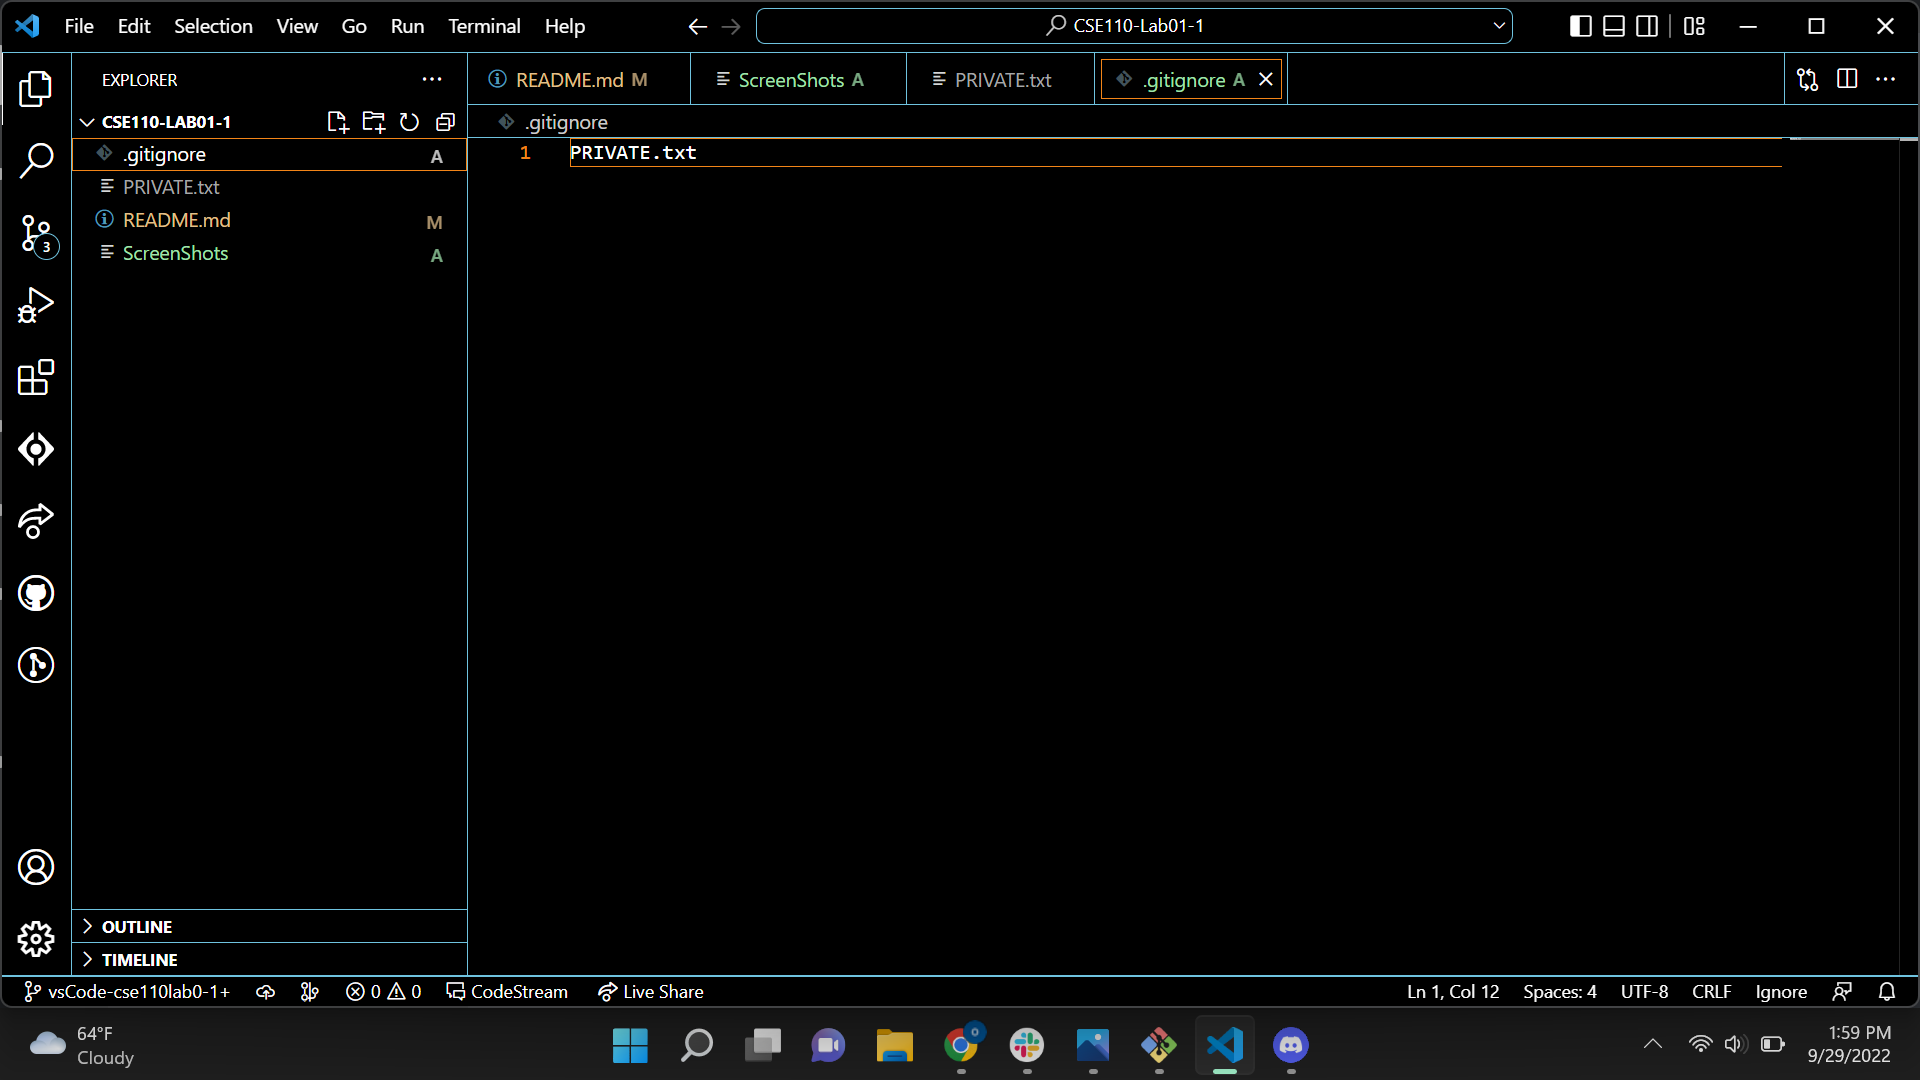 File Edit Selection View Go Run Terminal Help CSE110-Lab01-1
EXPLORER
CSE110-LAB01-1
.gitignore A
PRIVATE.txt
README.md M
ScreenShots A
3
OUTLINE
TIMELINE
README.md M ScreenShots A PRIVATE.txt .gitignore A
.gitignore
1 PRIVATE.txt
vsCode-cse110lab0-1+ 0 0 CodeStream Live Share Ln 1, Col 12 Spaces: 4 UTF-8 CRLF Ignore
64°F
Cloudy
1:59 PM
9/29/2022